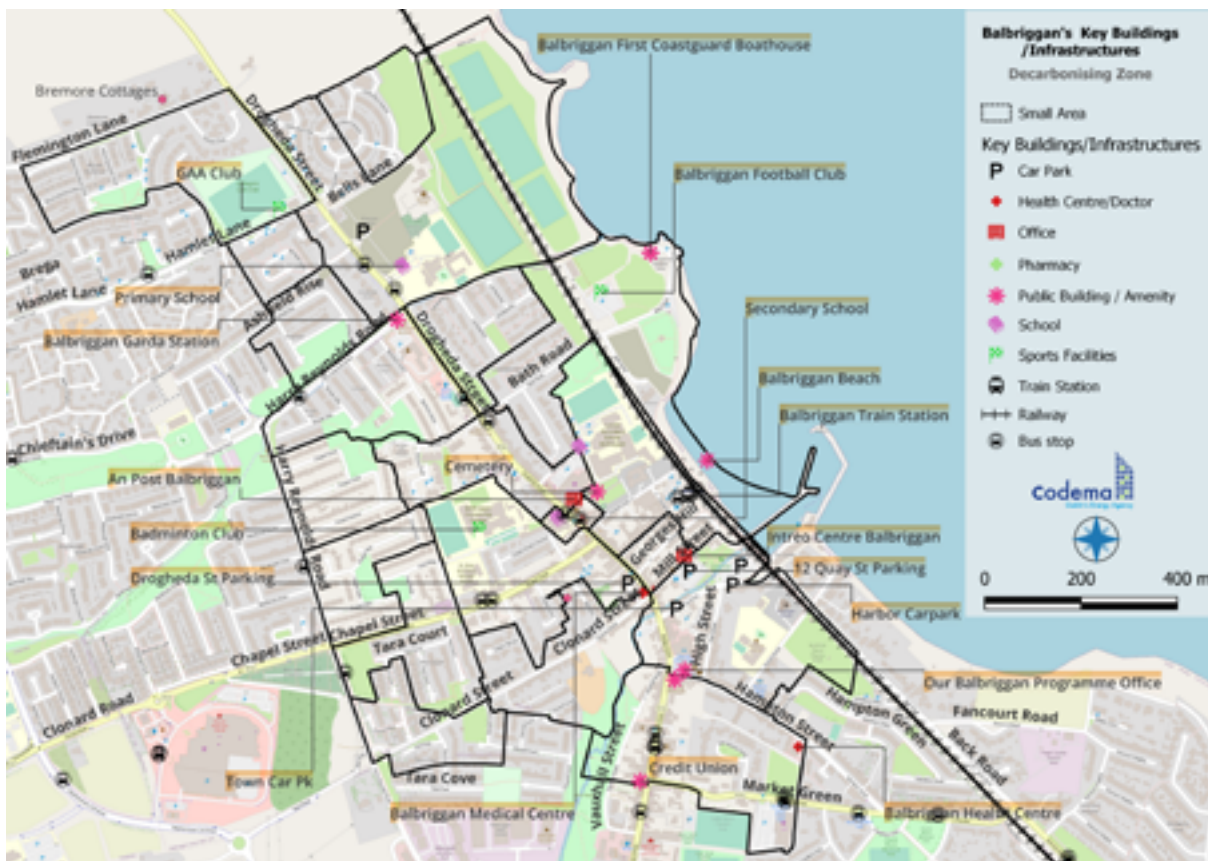 Balbriggan First Coastguard Boathouse
Bremore Cottages
Flemington Lane
Drogheda Street
GAA Club
Bells Lane
Balbriggan Football Club
Hamlet Lane
Brega
Hamlet Lane
Primary School
Ashfield Rise
Balbriggan Garda Station
Harry Reynolds Road
Drogheda Street
Bath Road
Secondary School
Balbriggan Beach
Balbriggan Train Station
Chieftain's Drive
Harry Reynolds Road
An Post Balbriggan
Cemetery
Badminton Club
Georges Hill
Mill Street
Intreo Centre Balbriggan
Drogheda St Parking
12 Quay St Parking
Harbor Carpark
Chapel Street Chapel Street
Tara Court
Clonard Street
High Street
Our Balbriggan Programme Office
Clonard Road
Clonard Street
Hampton Street
Hampton Green
Fancourt Road
Back Road
Town Car Pk
Tara Cove
Vauxhall Street
Credit Union
Market Green
Balbriggan Medical Centre
Balbriggan Health Centre
P
P
P
P
P
P
Balbriggan's Key Buildings
/Infrastructures
Decarbonising Zone
Small Area
Key Buildings/Infrastructures
P Car Park
Health Centre/Doctor
Office
Pharmacy
Public Building / Amenity
School
Sports Facilities
Train Station
Railway
Bus stop
codema
0 200 400 m